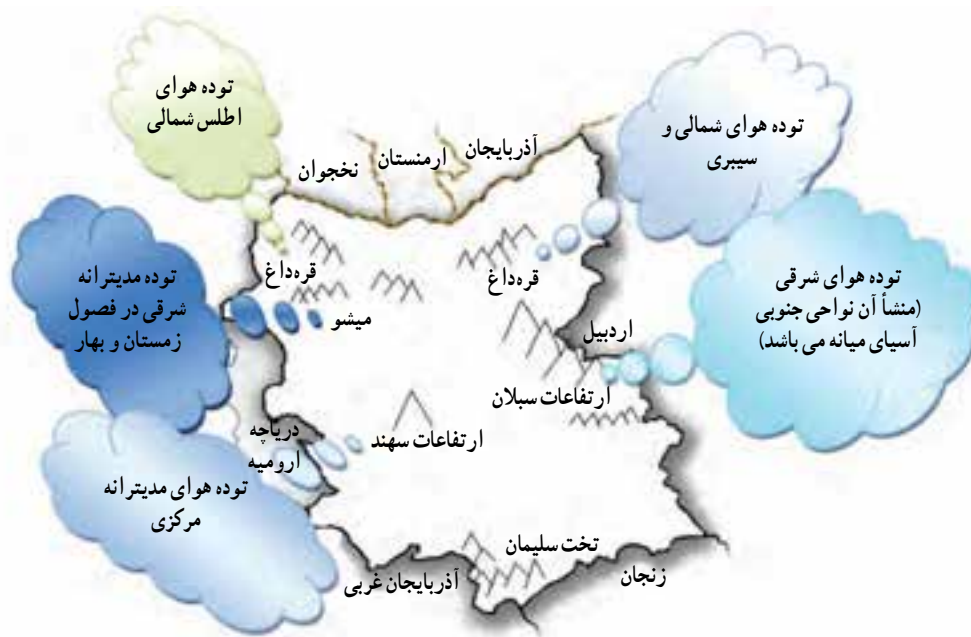 توده هوای
اطلس شمالی
توده هوای شمالی و
سیبری
آذربایجان
ارمنستان
نخجوان
توده هوای شرقی
(منشأ آن نواحی جنوبی
آسیای میانه می باشد)
قره‌داغ
قره‌داغ
توده مدیترانه
شرقی در فصول
زمستان و بهار
میشو
اردبیل
ارتفاعات سبلان
دریاچه
ارومیه
ارتفاعات سهند
توده هوای مدیترانه
مرکزی
تخت سلیمان
زنجان
آذربایجان غربی